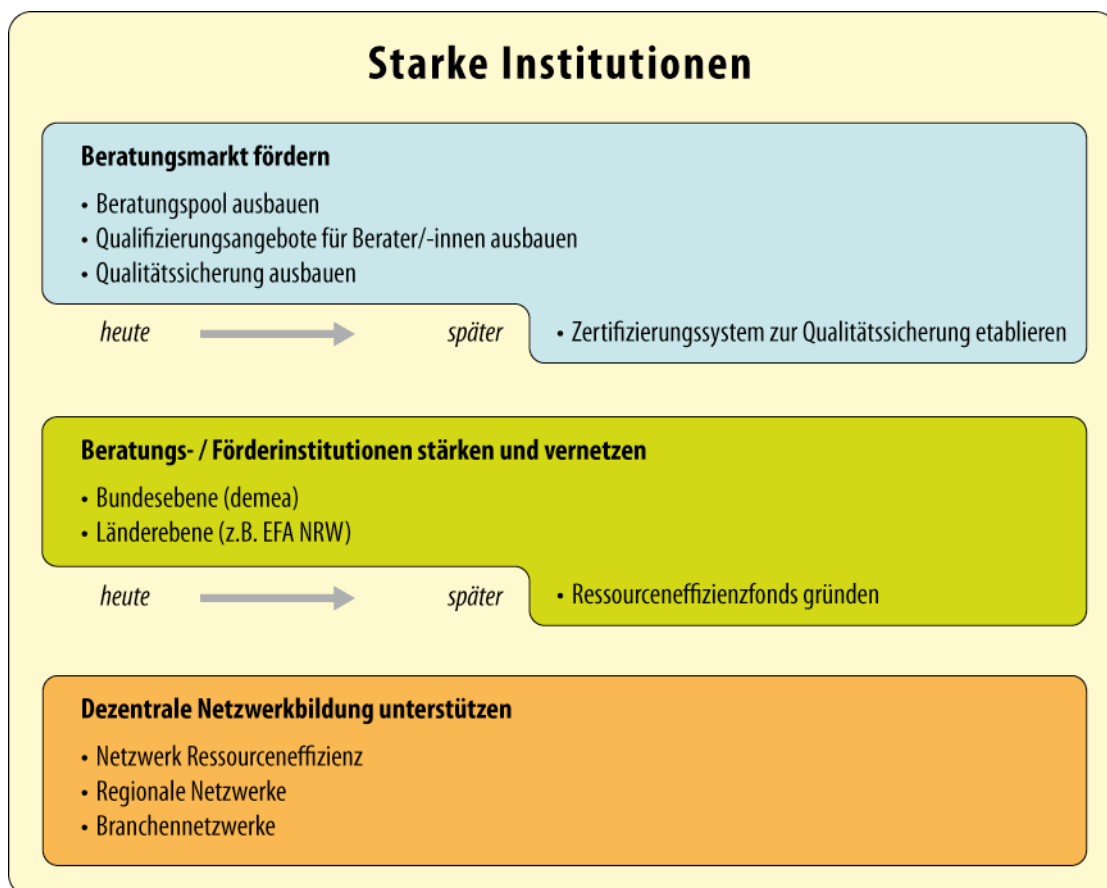 Starke Institutionen
Beratungsmarkt fördern
• Beratungspool ausbauen
• Qualifizierungsangebote für Berater/-innen ausbauen
• Qualitätssicherung ausbauen
heute später • Zertifizierungssystem zur Qualitätssicherung etablieren
Beratungs- / Förderinstitutionen stärken und vernetzen
• Bundesebene (demea)
• Länderebene (z.B. EFA NRW)
heute später • Ressourceneffizienzfonds gründen
Dezentrale Netzwerkbildung unterstützen
• Netzwerk Ressourceneffizienz
• Regionale Netzwerke
• Branchennetzwerke